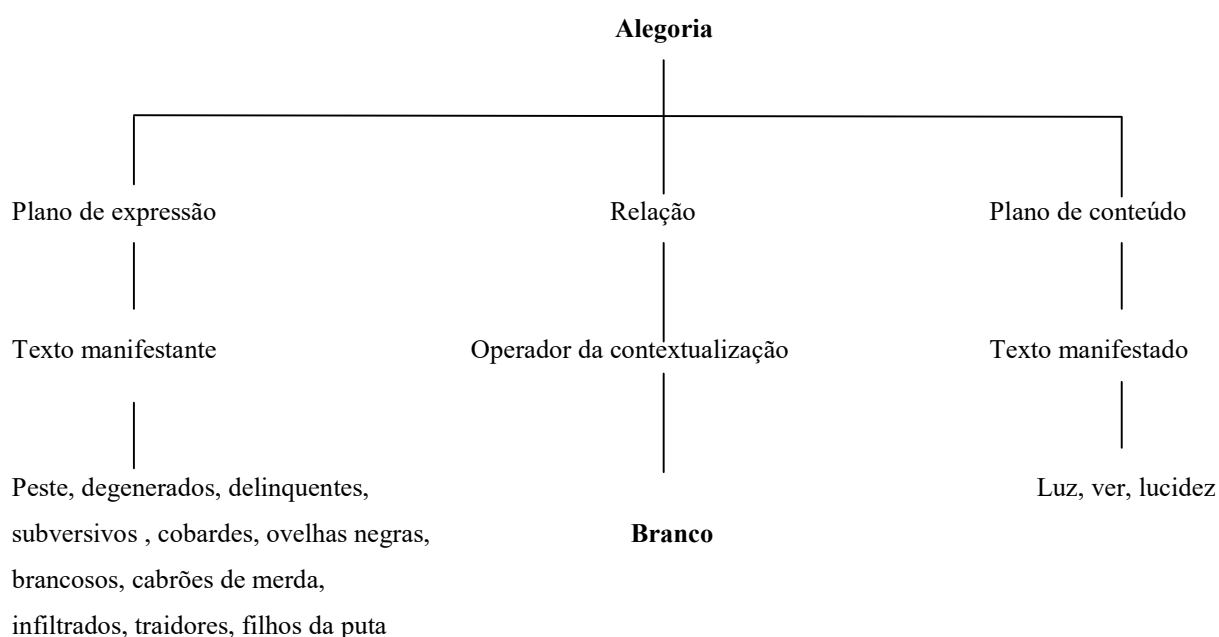 Alegoria
Plano de expressão
Relação
Plano de conteúdo
Texto manifestante
Operador da contextualização
Texto manifestado
Peste, degenerados, delinquentes,
subversivos , cobardes, ovelhas negras,
brancosos, cabrões de merda,
infiltrados, traidores, filhos da puta
Branco
Luz, ver, lucidez